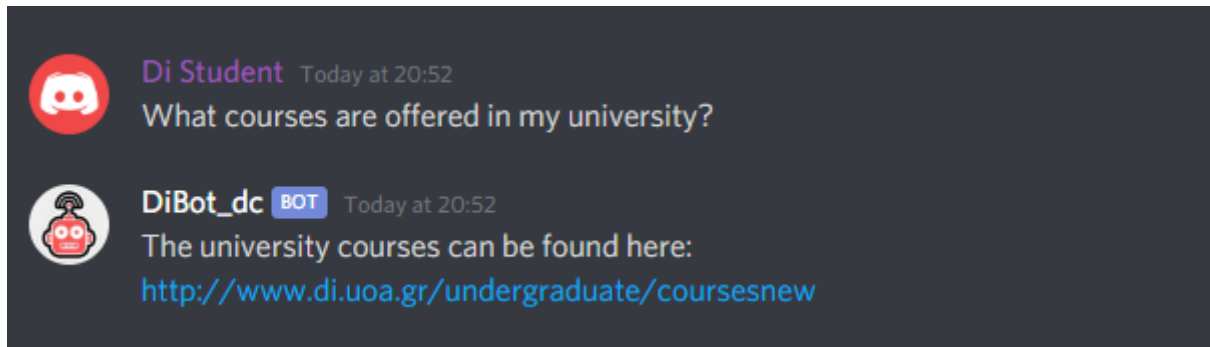 Di Student Today at 20:52
What courses are offered in my university?
DiBot_dc BOT Today at 20:52
The university courses can be found here:
http://www.di.uoa.gr/undergraduate/coursesnew